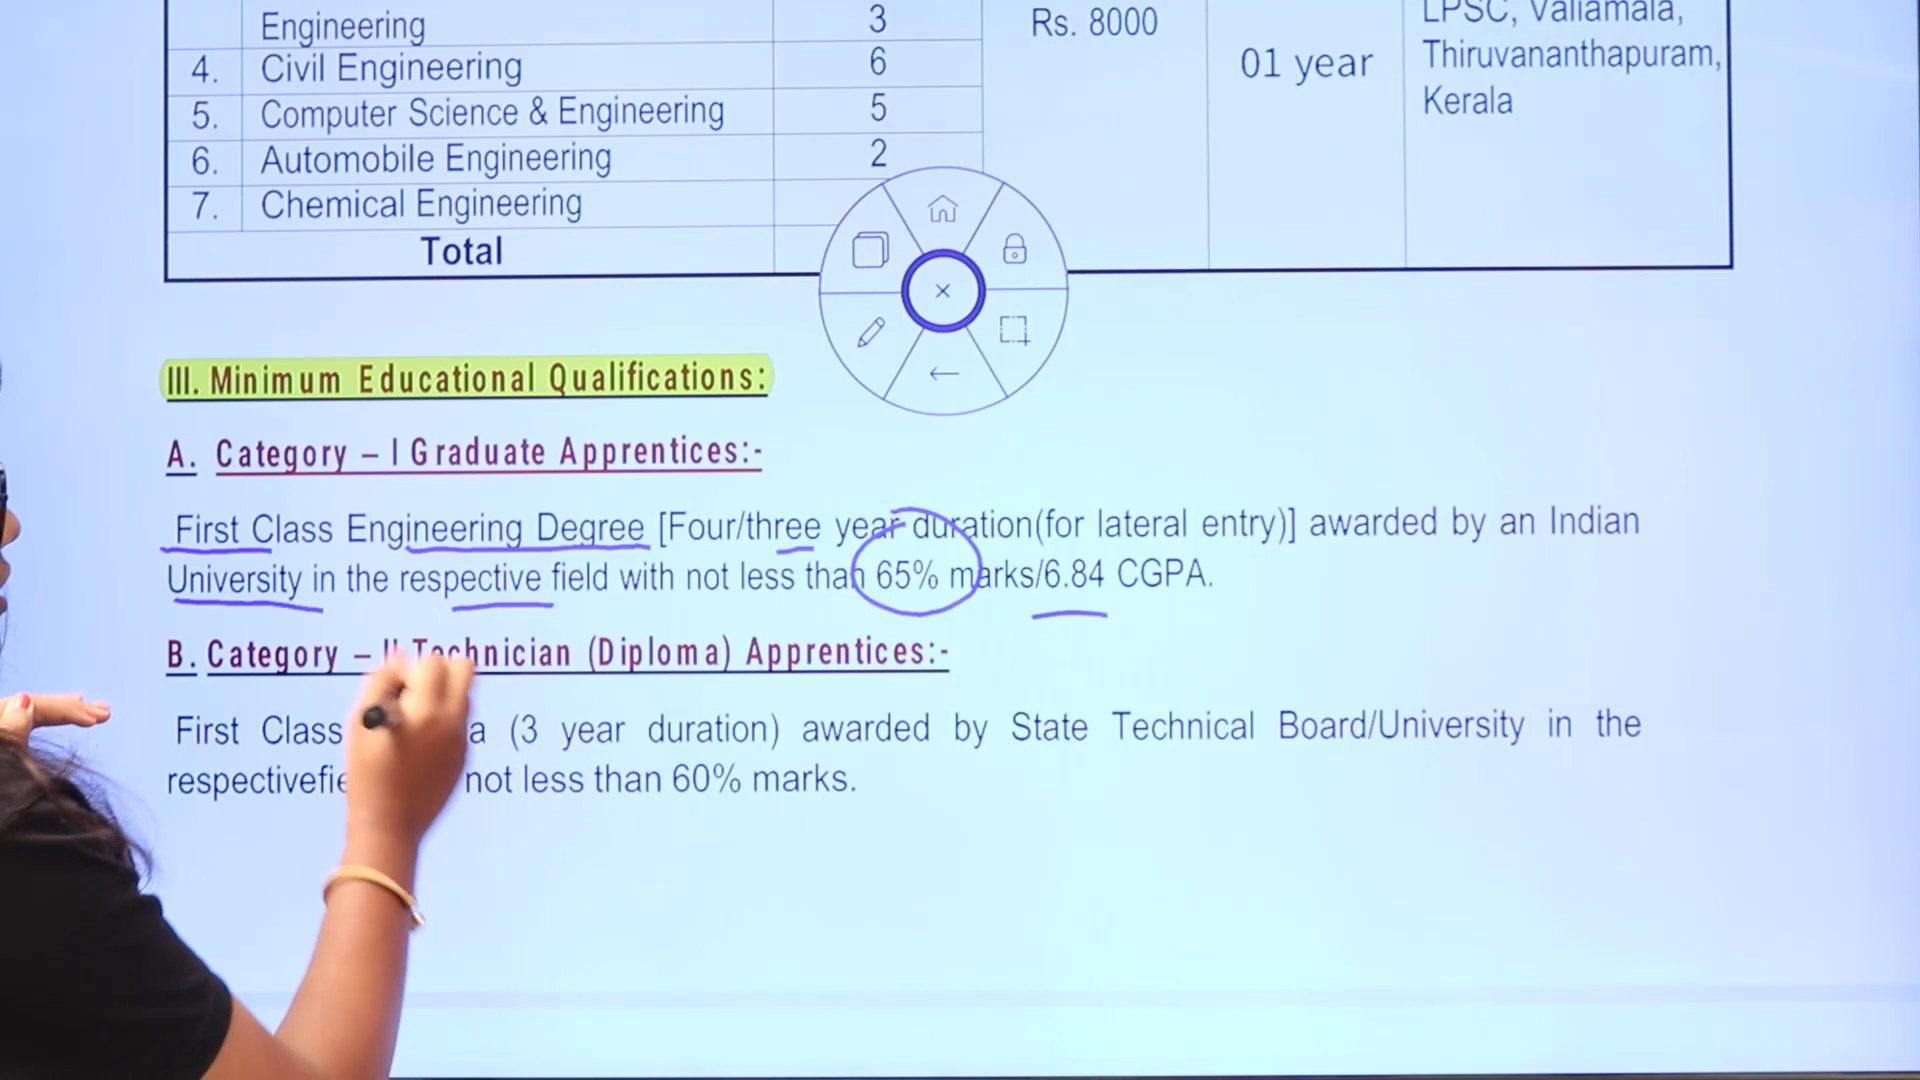 Engineering 3 Rs. 8000 LPSC, Valiamala,
4. Civil Engineering 6 01 year Thiruvananthapuram,
5. Computer Science & Engineering 5 Kerala
6. Automobile Engineering 2
7. Chemical Engineering
Total
III. Minimum Educational Qualifications:
A. Category – I Graduate Apprentices:-
First Class Engineering Degree [Four/three year duration(for lateral entry)] awarded by an Indian
University in the respective field with not less than 65% marks/6.84 CGPA.
B. Category – II Technician (Diploma) Apprentices:-
First Class (3 year duration) awarded by State Technical Board/University in the
not less than 60% marks.